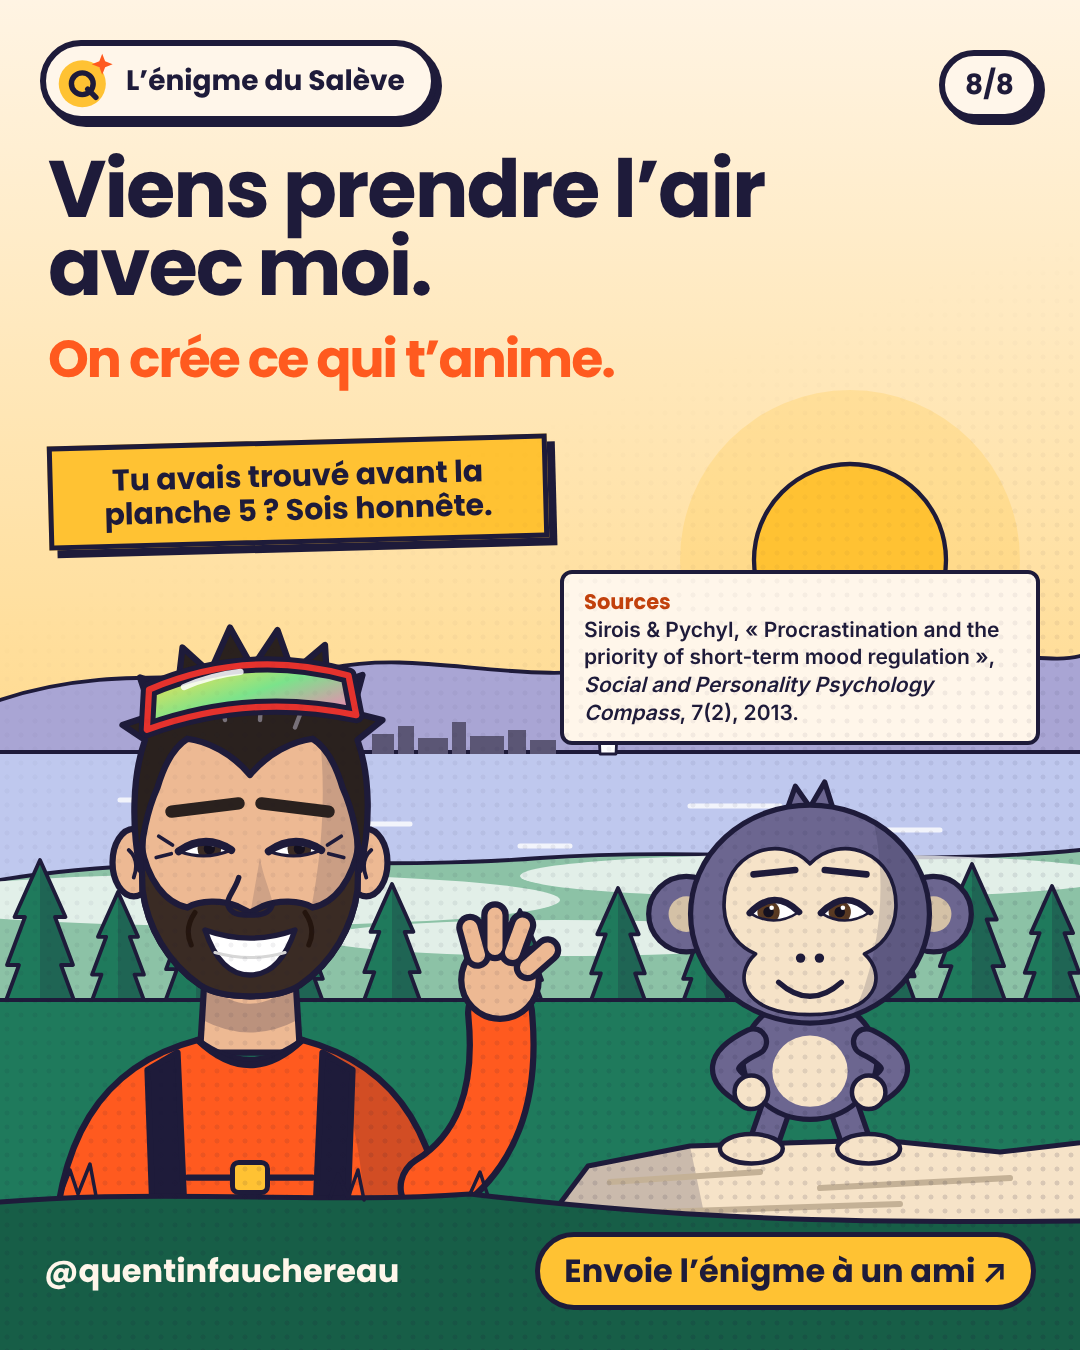 L’énigme du Salève
8/8
Viens prendre l’air
avec moi.
On crée ce qui t’anime.
Tu avais trouvé avant la
planche 5 ? Sois honnête.
Sources
Sirois & Pychyl, « Procrastination and the
priority of short-term mood regulation »,
Social and Personality Psychology
Compass, 7(2), 2013.
@quentinfauchereau
Envoie l’énigme à un ami ↗